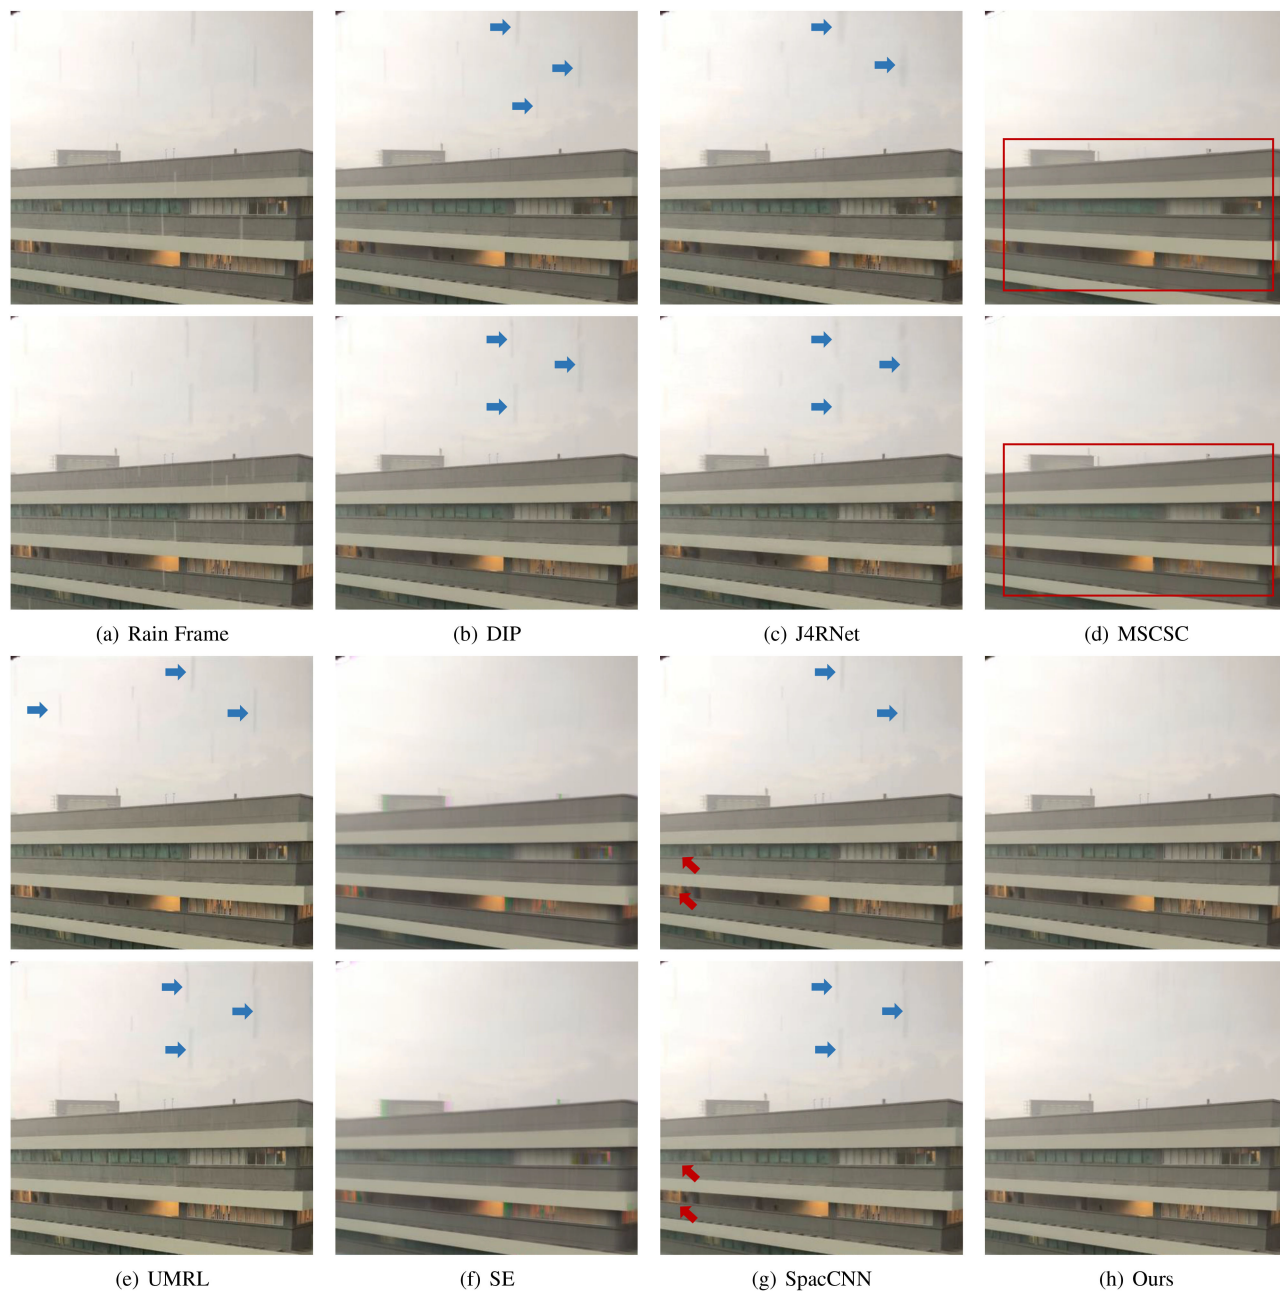 (a) Rain Frame
(b) DIP
(c) J4RNet
(d) MSCSC
(e) UMRL
(f) SE
(g) SpacCNN
(h) Ours